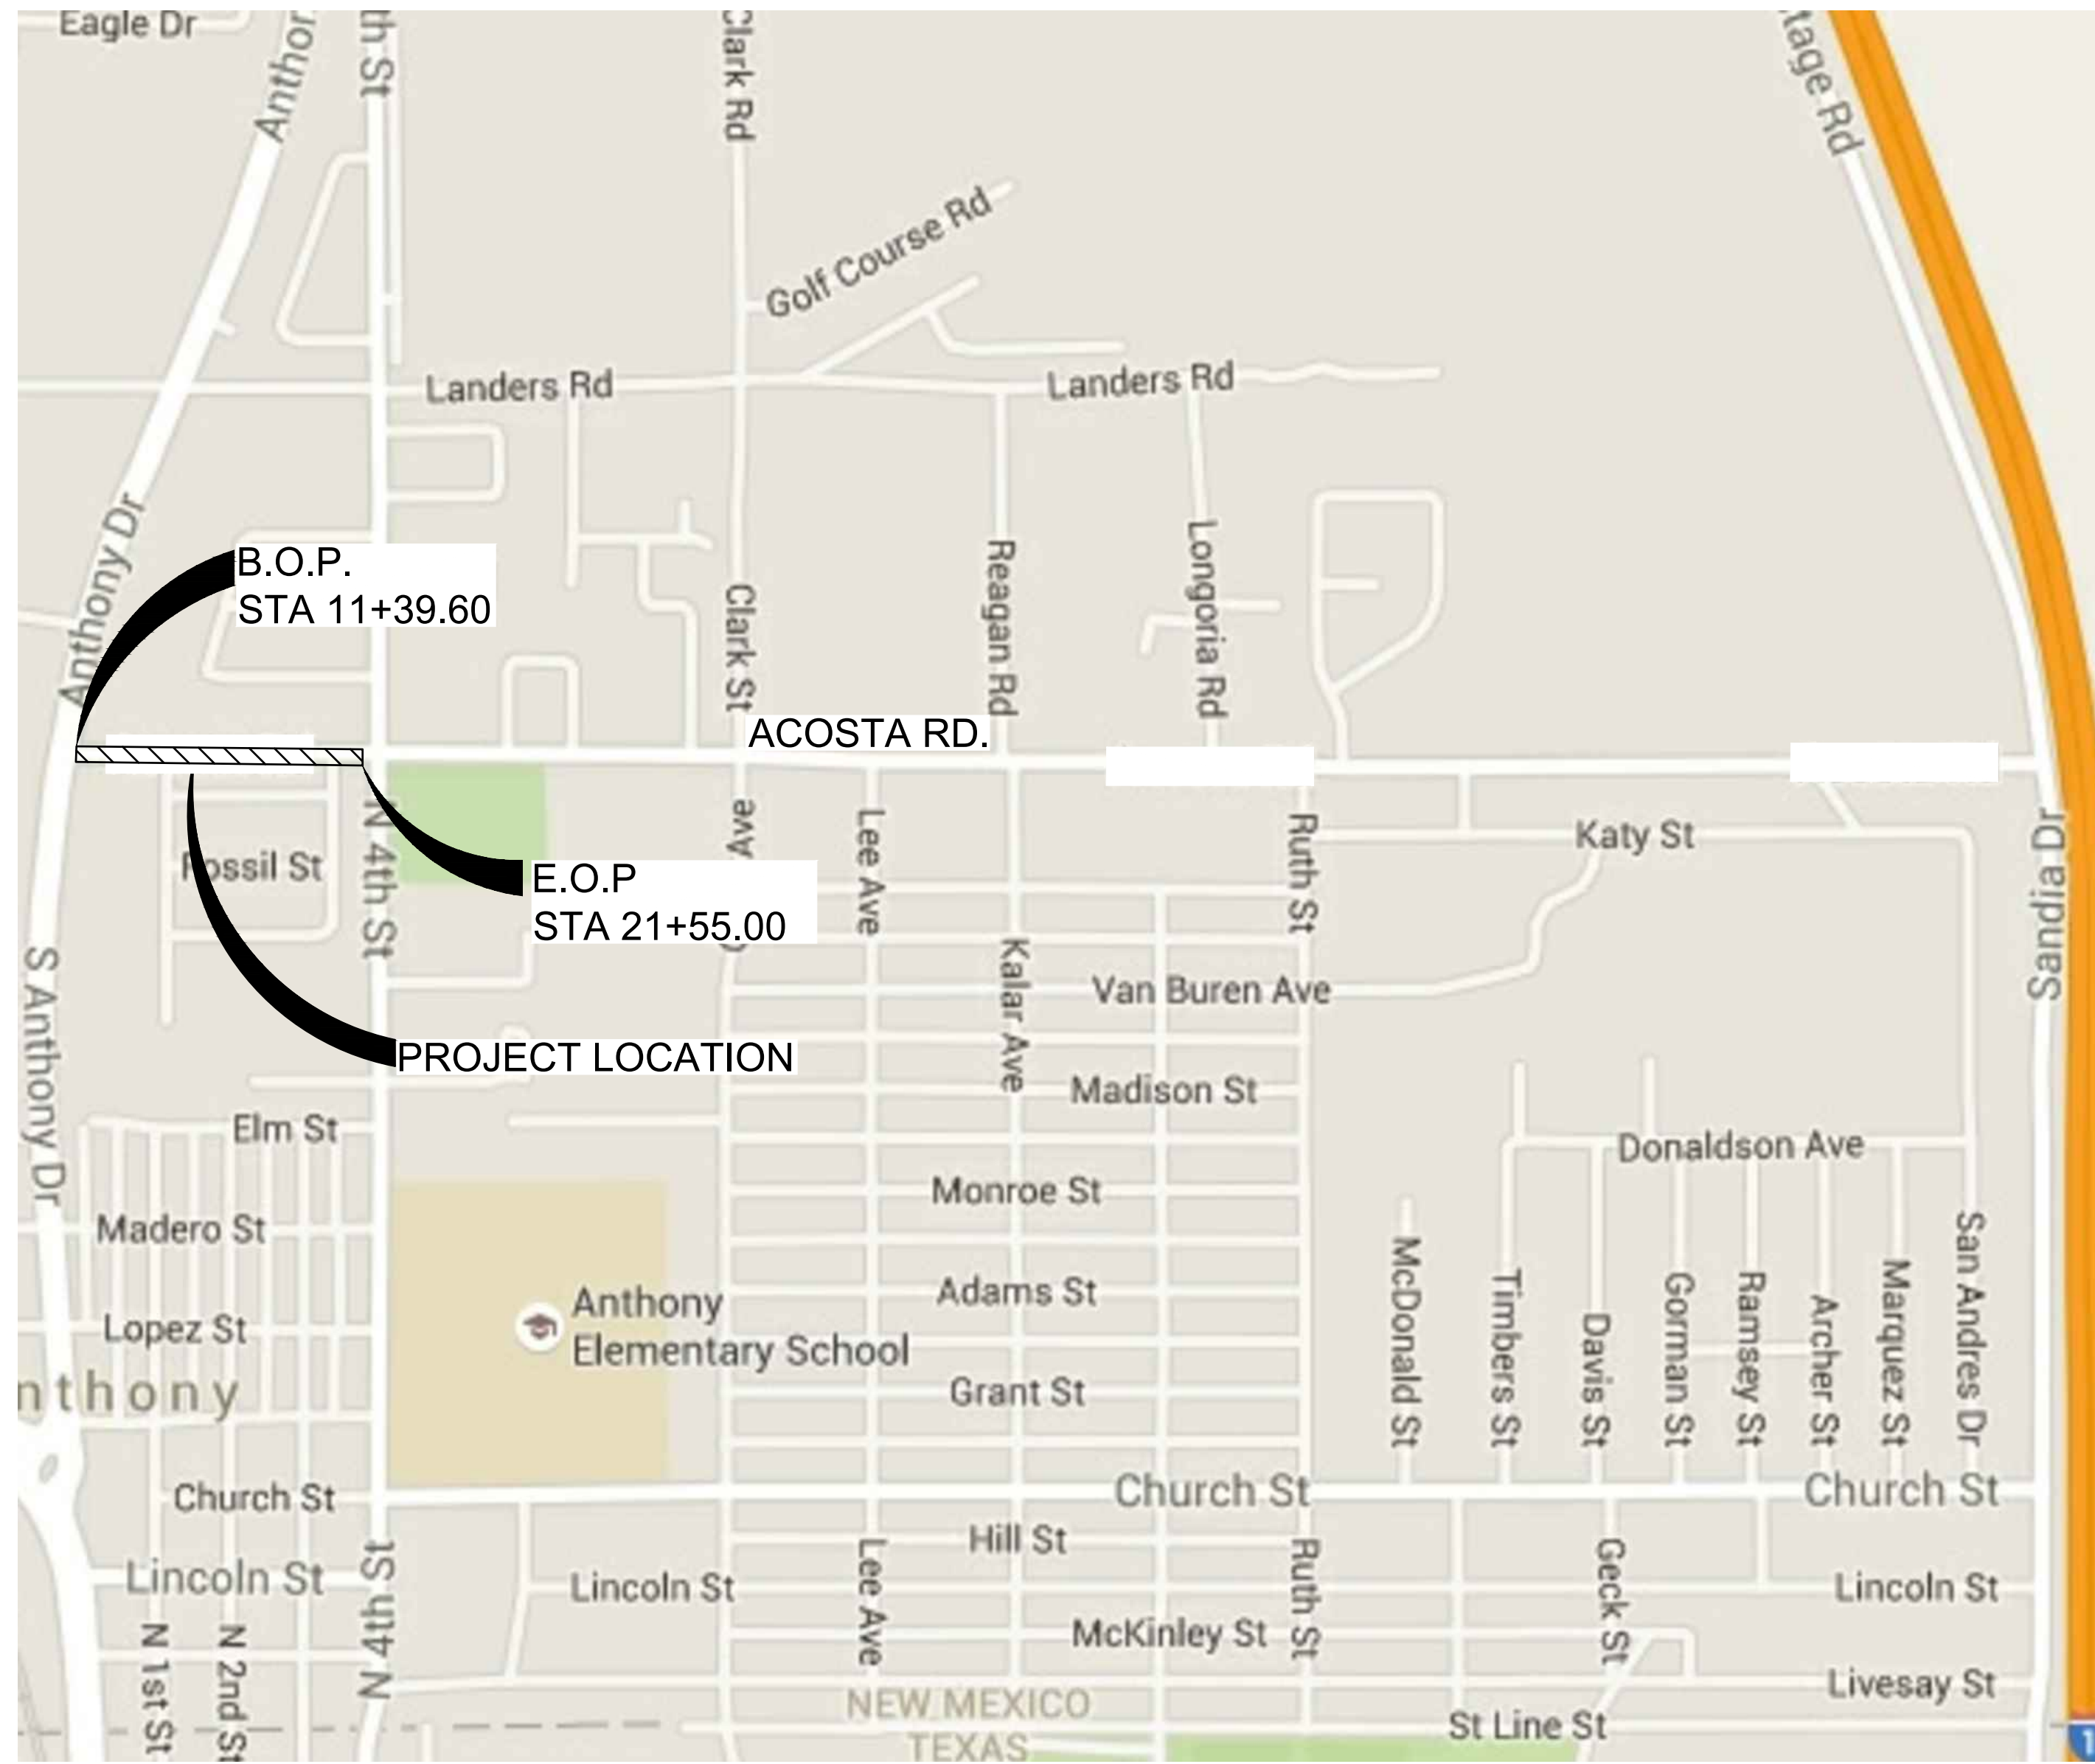 Eagle Dr
th St
Clark Rd
tage Rd
Golf Course Rd
Landers Rd
Landers Rd
Anthony Dr
B.O.P.
STA 11+39.60
Clark St
Reagan Rd
Longoria Rd
ACOSTA RD.
N 4th St
Ave
Lee Ave
Ruth St
Katy St
Sandia Dr
E.O.P
STA 21+55.00
S Anthony Dr
Kalar Ave
Van Buren Ave
PROJECT LOCATION
Madison St
Elm St
Donaldson Ave
Monroe St
Madero St
Adams St
Anthony
Elementary School
Lopez St
McDonald St
Timbers St
Davis St
Gorman St
Ramsey St
Archer St
Marquez St
San Andres Dr
nthony
Grant St
Church St
Church St
Church St
Hill St
Lincoln St
N 4th St
Lincoln St
Lee Ave
Ruth St
Geck St
Lincoln St
McKinley St
N 1st St
N 2nd St
Livesay St
NEW MEXICO
TEXAS
St Line St
1